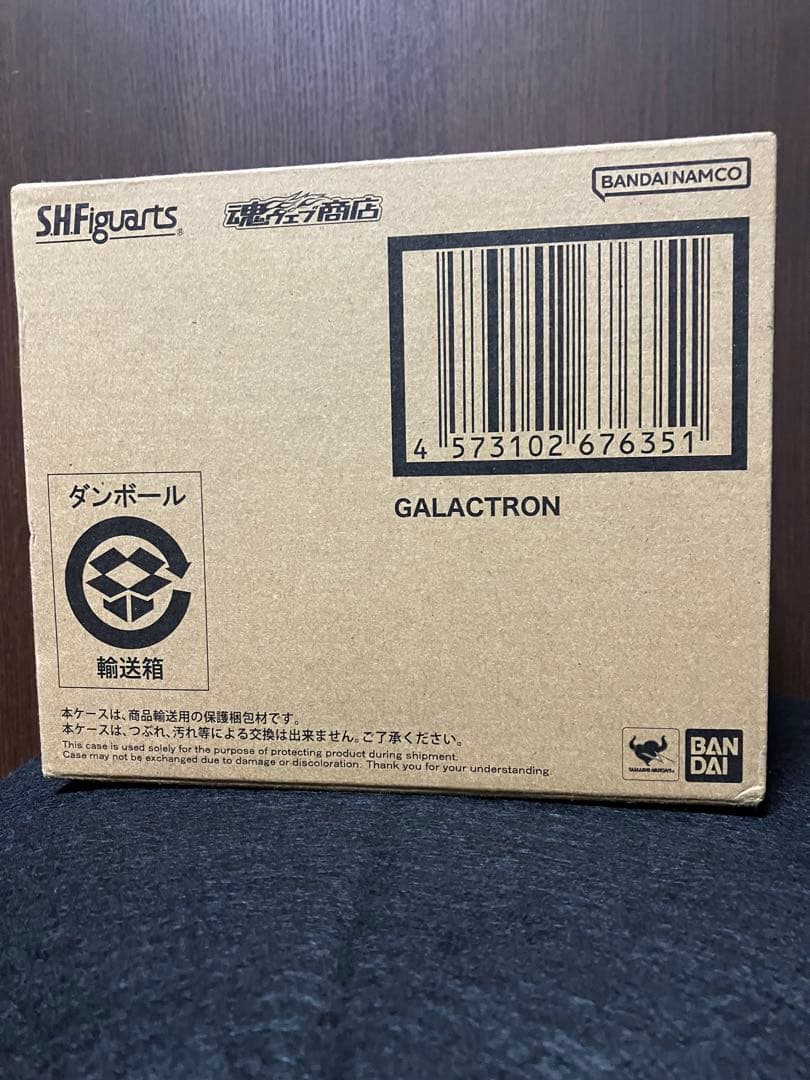 S.H.Figuarts®
魂ウェブ商店
BANDAI NAMCO
4 573102 676351
GALACTRON
ダンボール
輸送箱
本ケースは、商品輸送用の保護梱包材です。
本ケースは、つぶれ、汚れ等による交換は出来ません。ご了承ください。
This case is used solely for the purpose of protecting product during shipment.
Case may not be exchanged due to damage or discoloration. Thank you for your understanding.
TAMASHII NATIONS
BAN
DAI